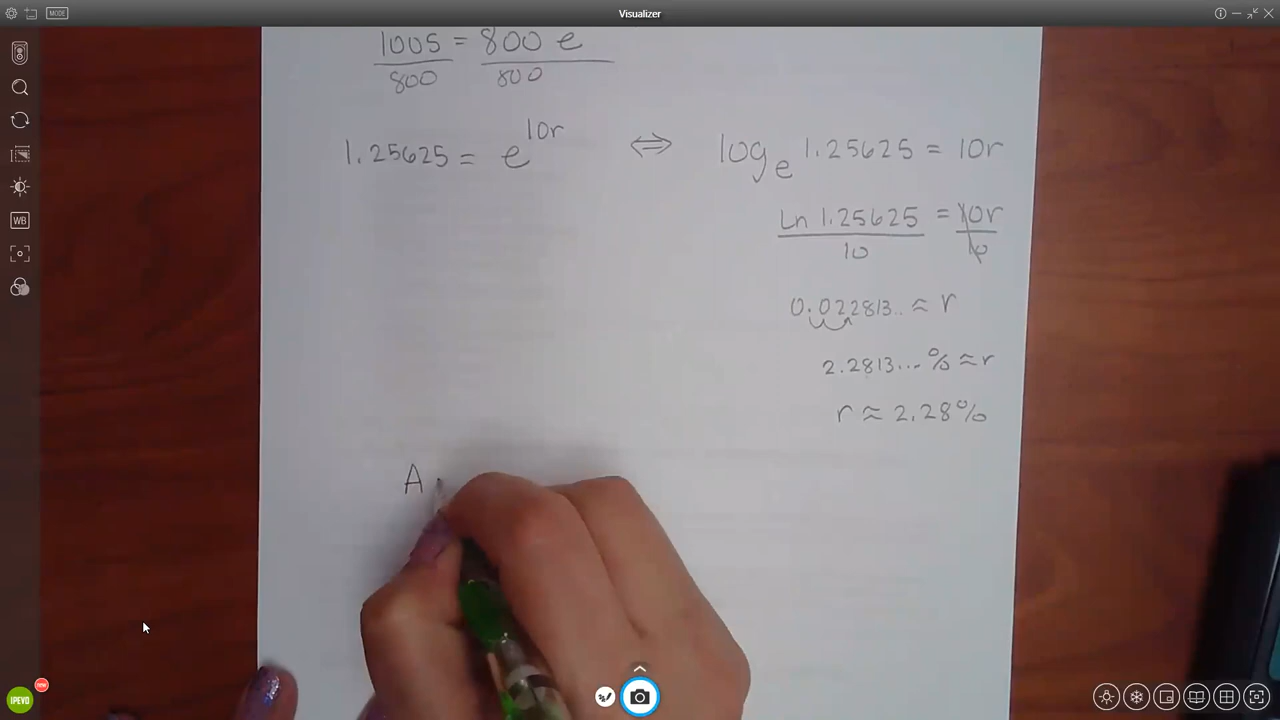 Visualizer
MODE
1005 = 800 e
800 800
1.25625 = e^10r ⇔ log_e 1.25625 = 10r
Ln 1.25625 = 10r
10 10
0.022813.. ≈ r
2.2813... % ≈ r
r ≈ 2.28%
A
IPEVO